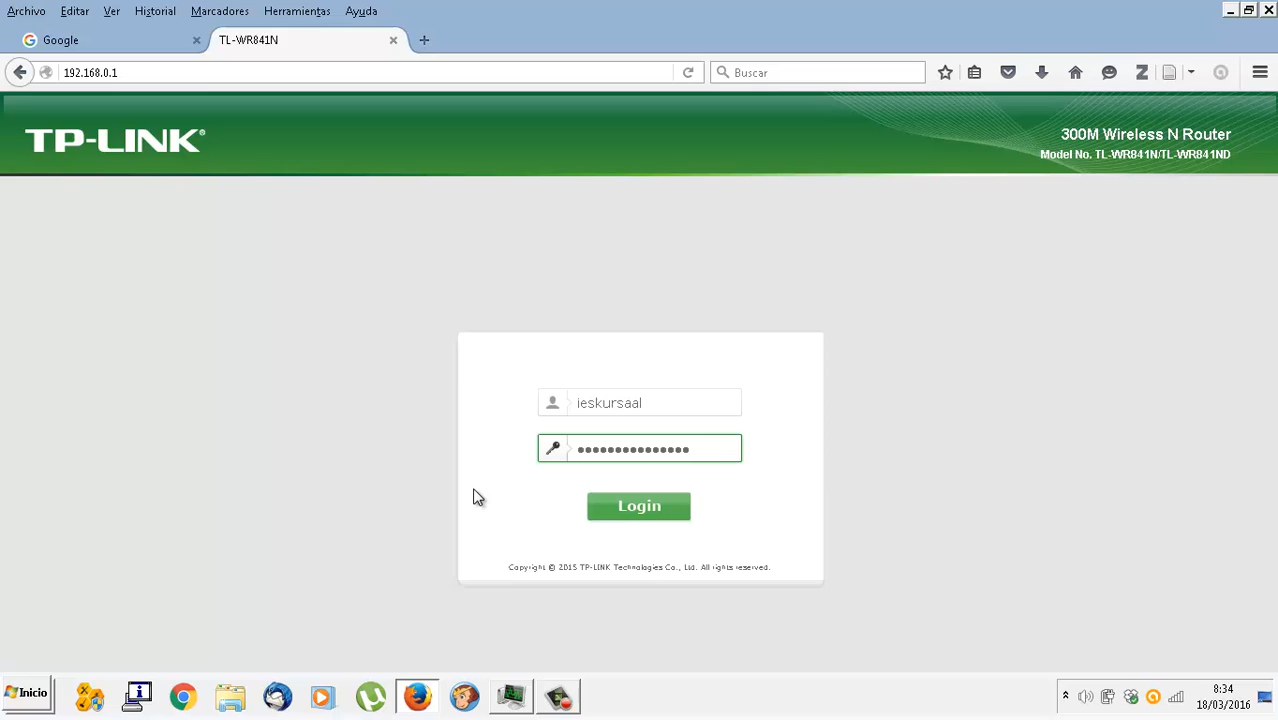 Archivo Editar Ver Historial Marcadores Herramientas Ayuda
Google TL-WR841N
192.168.0.1 Buscar
TP-LINK®
300M Wireless N Router
Model No. TL-WR841N/TL-WR841ND
ieskursaal
Login
Copyright © 2015 TP-LINK Technologies Co., Ltd. All rights reserved.
Inicio
8:34
18/03/2016